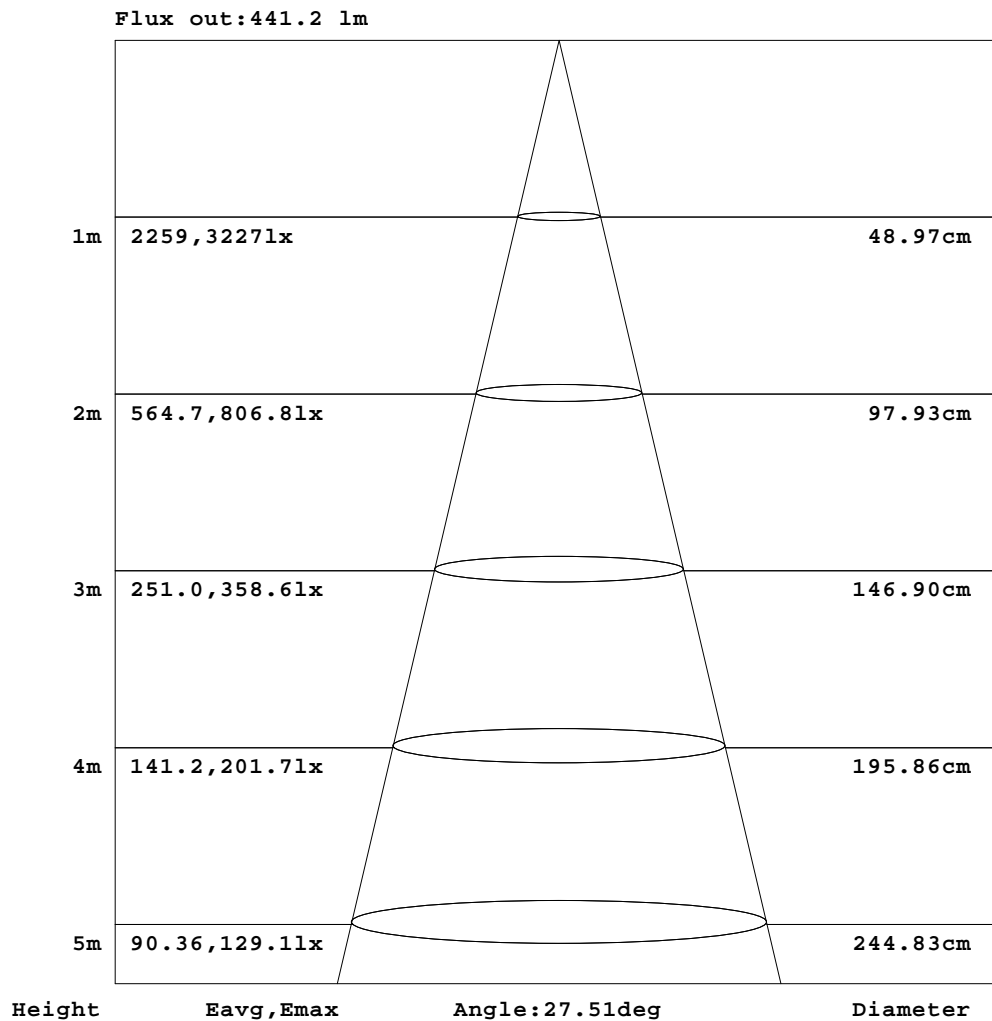 Flux out:441.2 lm
1m 2259,3227lx 48.97cm
2m 564.7,806.8lx 97.93cm
3m 251.0,358.6lx 146.90cm
4m 141.2,201.7lx 195.86cm
5m 90.36,129.1lx 244.83cm
Height Eavg,Emax Angle:27.51deg Diameter